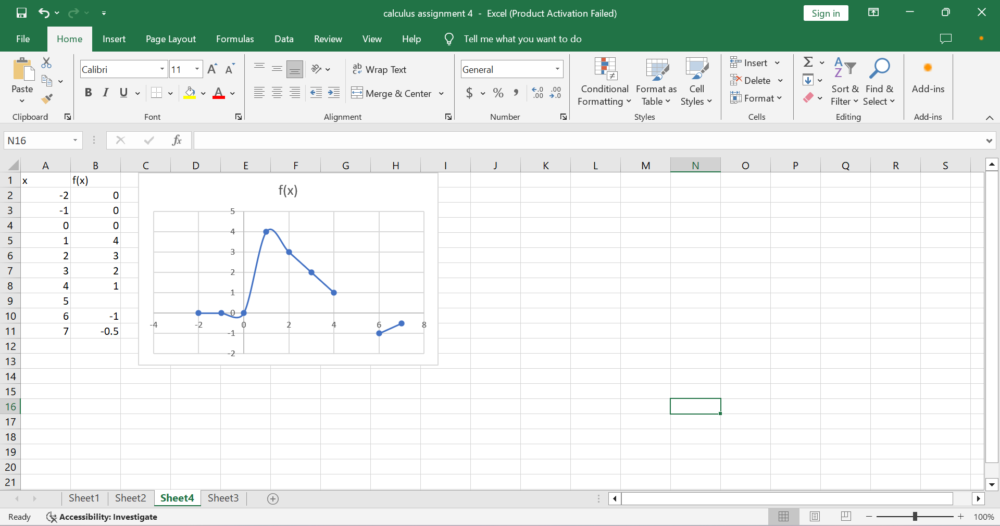 calculus assignment 4 - Excel (Product Activation Failed)
Sign in
File Home Insert Page Layout Formulas Data Review View Help Tell me what you want to do
Paste
Clipboard
Calibri 11
B I U A
Font
ab Wrap Text
Merge & Center
Alignment
General
$ % , .00 .0
Number
Conditional Formatting
Format as Table
Cell Styles
Styles
Insert
Delete
Format
Cells
Sort & Filter
Find & Select
Editing
Add-ins
Add-ins
N16 fx
A B C D E F G H I J K L M N O P Q R S
1 x f(x)
2 -2 0
3 -1 0
4 0 0
5 1 4
6 2 3
7 3 2
8 4 1
9 5
10 6 -1
11 7 -0.5
12
13
14
15
16
17
18
19
20
21
f(x)
5
4
3
2
1
0
-4 -2 0 2 4 6 8
-1
-2
Sheet1 Sheet2 Sheet4 Sheet3
Ready Accessibility: Investigate 100%